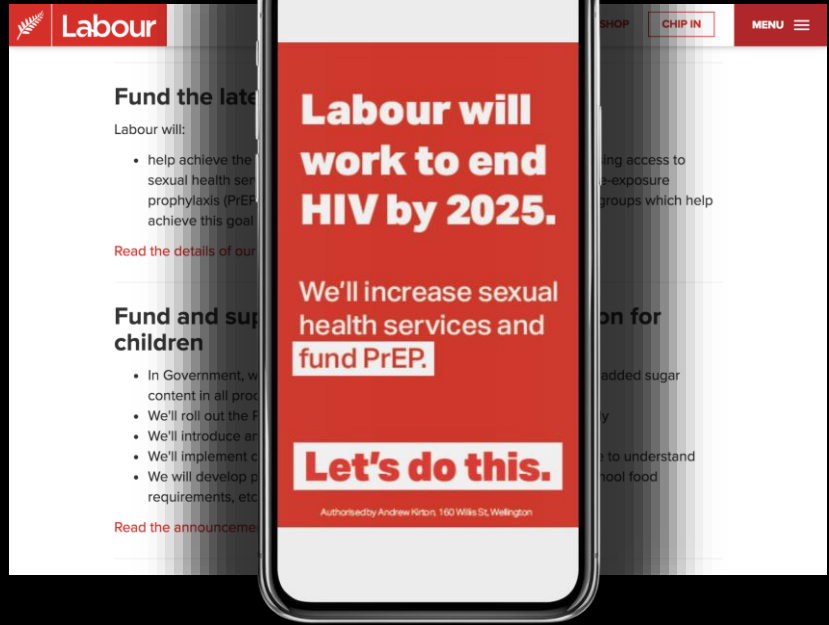 Labour
SHOP
CHIP IN
MENU
Fund the late
Labour will:
help achieve the
ing access to
sexual health ser
e-exposure
prophylaxis (PrEP
groups which help
achieve this goal
Read the details of our
Fund and sup
on for
children
In Government, w
added sugar
content in all proc
We'll roll out the F
y
We'll introduce an
We'll implement c
e to understand
We will develop p
hool food
requirements, etc
Read the announceme
Labour will
work to end
HIV by 2025.
We'll increase sexual
health services and
fund PrEP.
Let's do this.
Authorised by Andrew Kirton, 160 Willis St, Wellington